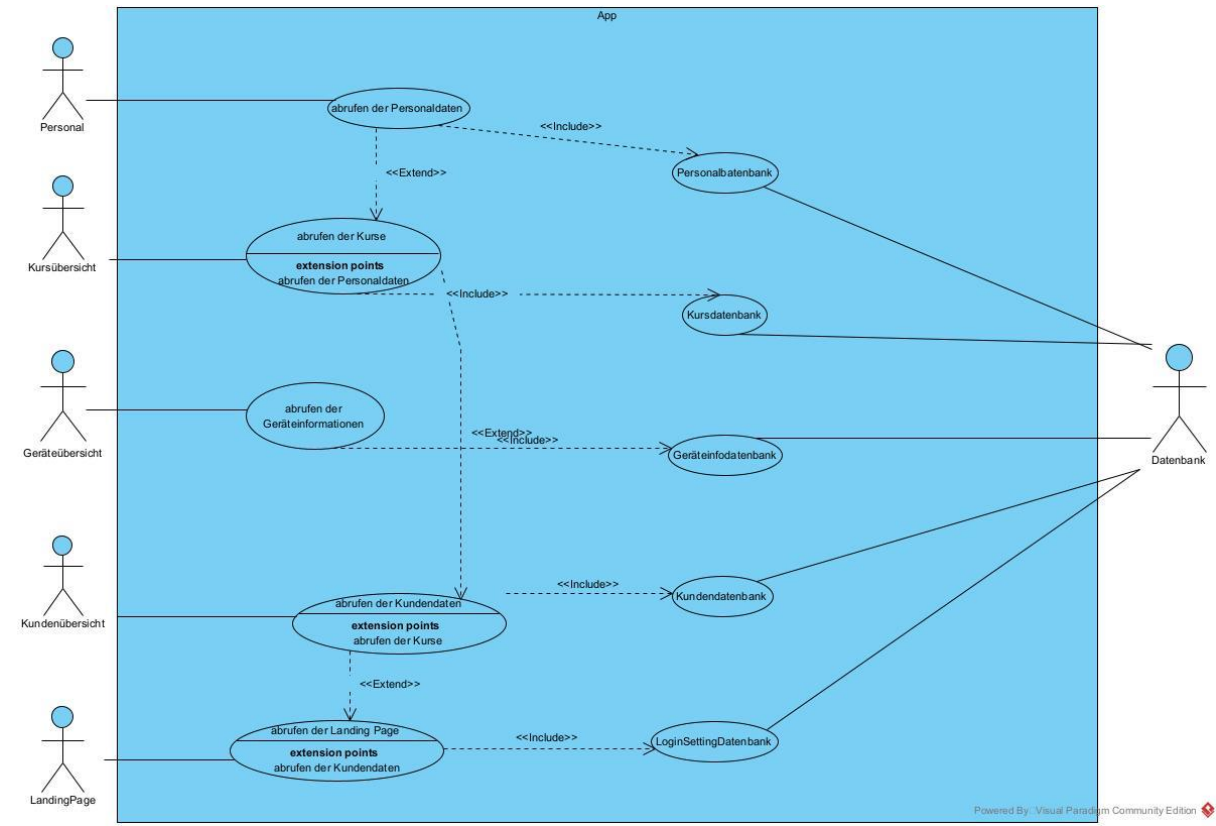 App
Personal
abrufen der Personaldaten
<<Include>>
Personalbatenbank
<<Extend>>
Kursübersicht
abrufen der Kurse
extension points
abrufen der Personaldaten
<<Include>>
Kursdatenbank
Geräteübersicht
abrufen der
Geräteinformationen
<<Extend>>
<<Include>>
Geräteinfodatenbank
Datenbank
Kundenübersicht
abrufen der Kundendaten
extension points
abrufen der Kurse
<<Include>>
Kundendatenbank
<<Extend>>
LandingPage
abrufen der Landing Page
extension points
abrufen der Kundendaten
<<Include>>
LoginSettingDatenbank
Powered By: Visual Paradigm Community Edition